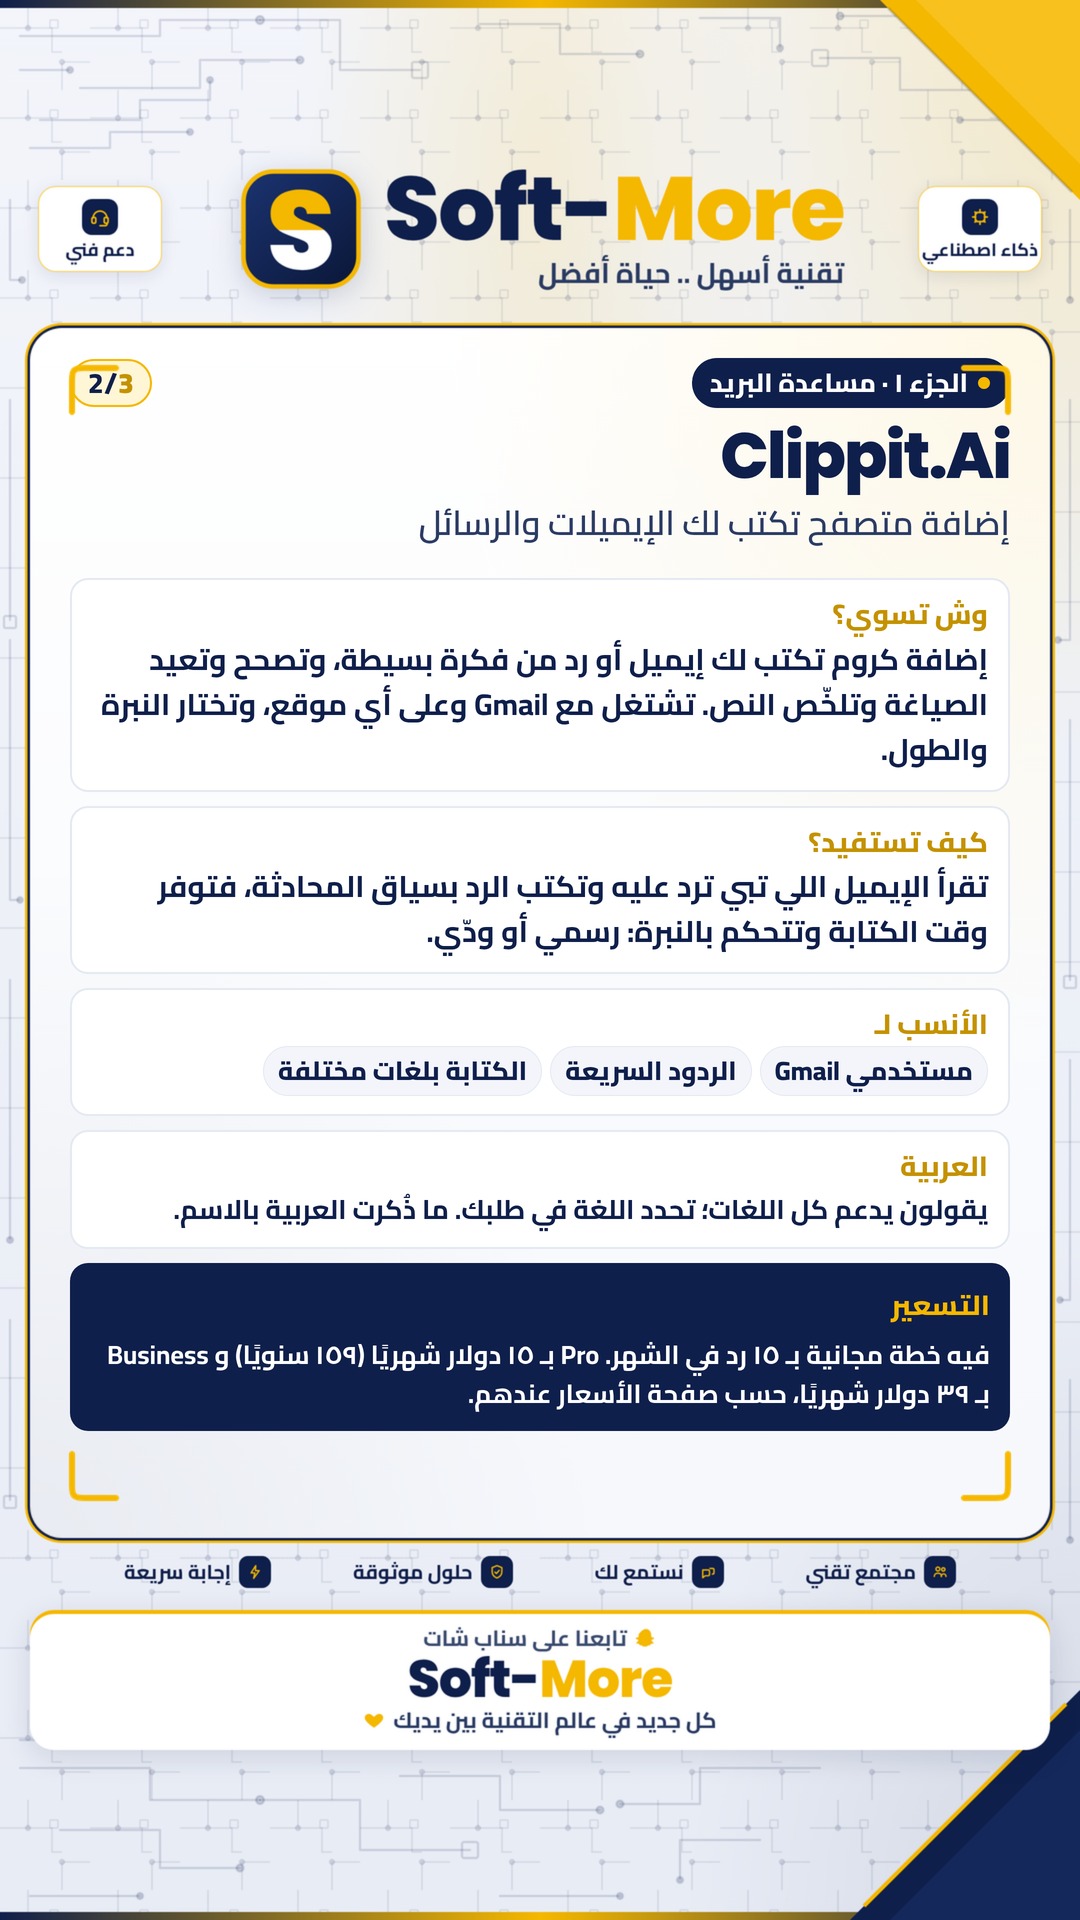 ذكاء اصطناعي
Soft-More
S
تقنية أسهل .. حياة أفضل
دعم فني
الجزء ١ · مساعدة البريد
2/3
Clippit.Ai
إضافة متصفح تكتب لك الإيميلات والرسائل
وش تسوي؟
إضافة كروم تكتب لك إيميل أو رد من فكرة بسيطة، وتصحح وتعيد
الصياغة وتلخّص النص. تشتغل مع Gmail وعلى أي موقع، وتختار النبرة
والطول.
كيف تستفيد؟
تقرأ الإيميل اللي تبي ترد عليه وتكتب الرد بسياق المحادثة، فتوفر
وقت الكتابة وتتحكم بالنبرة: رسمي أو ودّي.
الأنسب لـ
مستخدمي Gmail
الردود السريعة
الكتابة بلغات مختلفة
العربية
يقولون يدعم كل اللغات؛ تحدد اللغة في طلبك. ما ذُكرت العربية بالاسم.
التسعير
فيه خطة مجانية بـ ١٥ رد في الشهر. Pro بـ ١٥ دولار شهريًا (١٥٩ سنويًا) و Business
بـ ٣٩ دولار شهريًا، حسب صفحة الأسعار عندهم.
مجتمع تقني
نستمع لك
حلول موثوقة
إجابة سريعة
تابعنا على سناب شات
Soft-More
كل جديد في عالم التقنية بين يديك